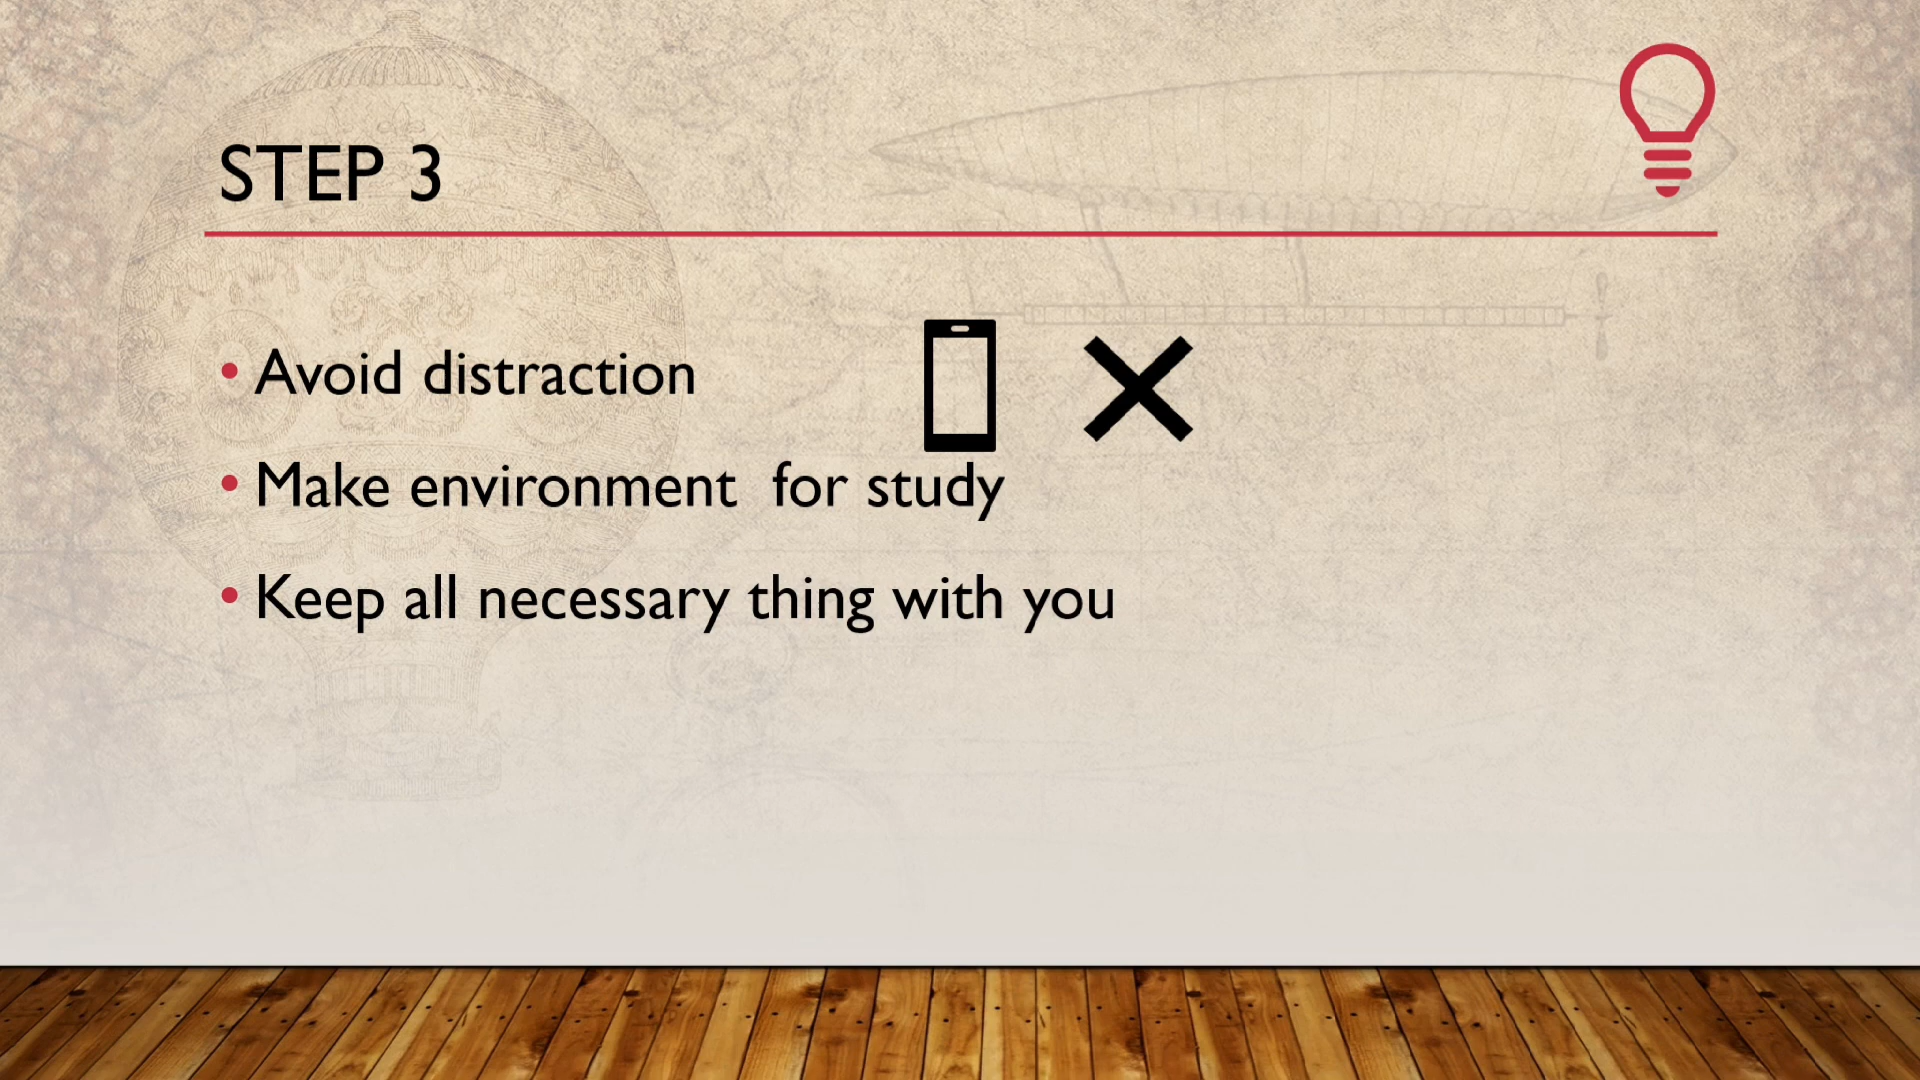 STEP 3
• Avoid distraction
• Make environment  for study
• Keep all necessary thing with you